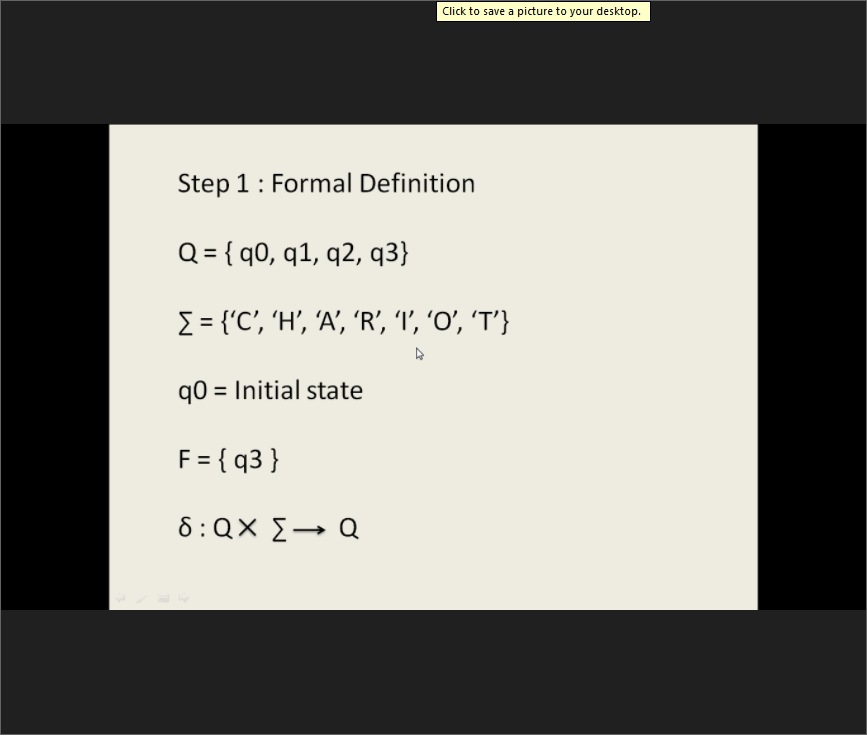 Click to save a picture to your desktop.
Step 1 : Formal Definition
Q = { q0, q1, q2, q3}
∑ = {‘C’, ‘H’, ‘A’, ‘R’, ‘I’, ‘O’, ‘T’}
q0 = Initial state
F = { q3 }
δ : Q✕ ∑⟶ Q